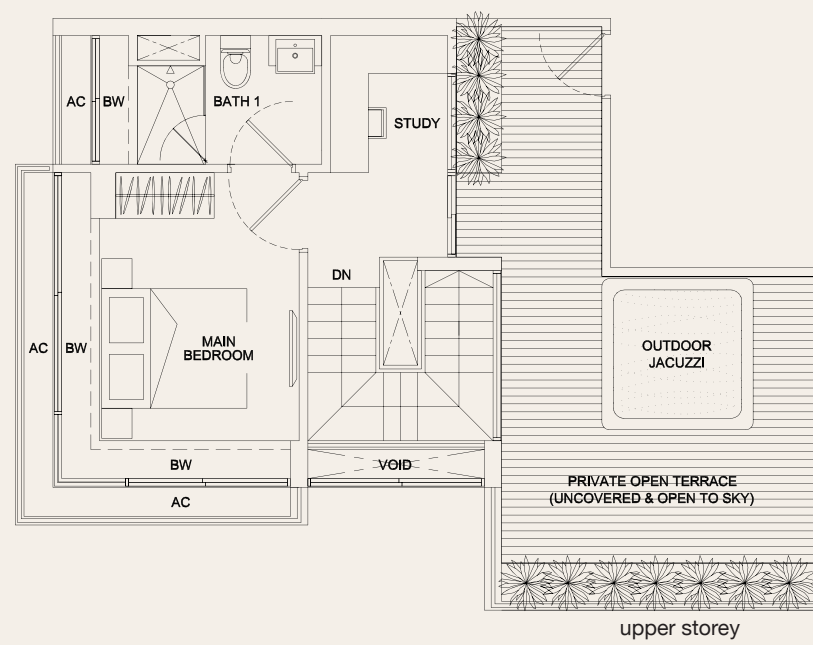 AC
BW
BATH 1
STUDY
DN
AC
BW
MAIN
BEDROOM
OUTDOOR
JACUZZI
BW
VOID
AC
PRIVATE OPEN TERRACE
(UNCOVERED & OPEN TO SKY)
upper storey